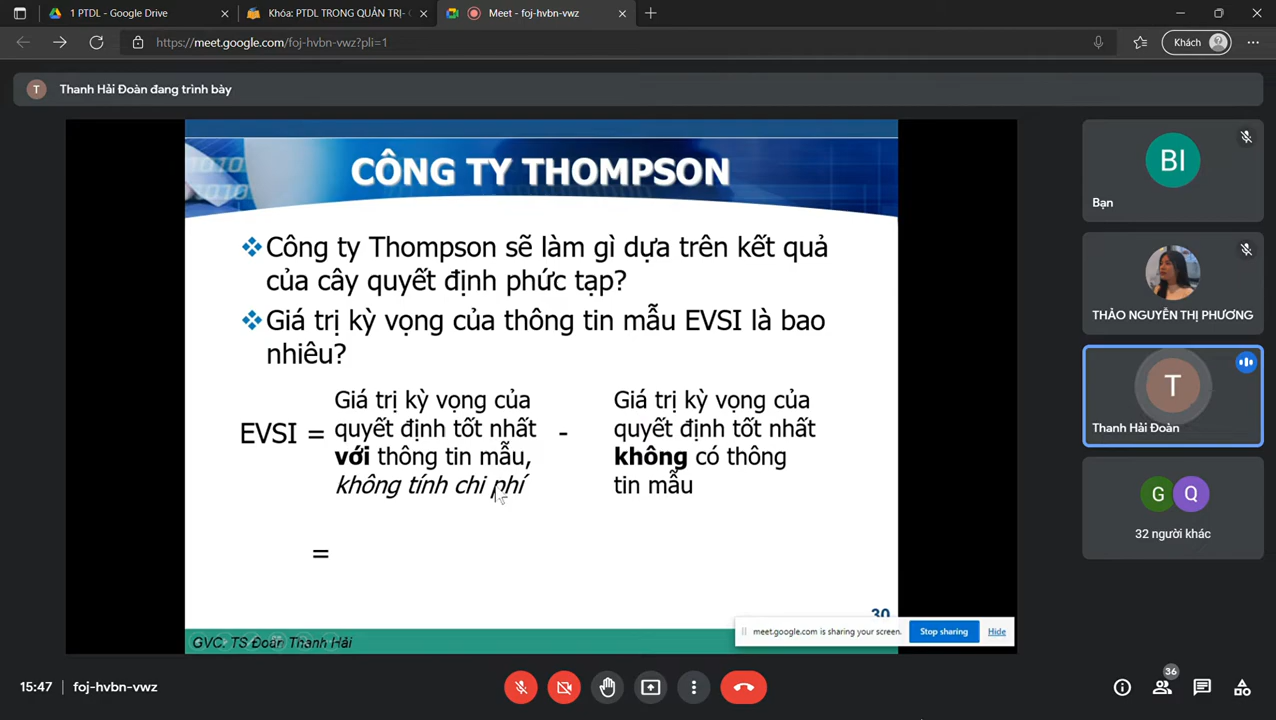 1 PTDL - Google Drive
Khóa: PTDL TRONG QUẢN TRỊ-
Meet - foj-hvbn-vwz
https://meet.google.com/foj-hvbn-vwz?pli=1
Khách
T
Thanh Hải Đoàn đang trình bày
CÔNG TY THOMPSON
Công ty Thompson sẽ làm gì dựa trên kết quả
của cây quyết định phức tạp?
Giá trị kỳ vọng của thông tin mẫu EVSI là bao
nhiêu?
EVSI =
Giá trị kỳ vọng của
quyết định tốt nhất
với thông tin mẫu,
không tính chi phí
-
Giá trị kỳ vọng của
quyết định tốt nhất
không có thông
tin mẫu
=
30
GVC. TS Đoàn Thanh Hải
meet.google.com is sharing your screen.
Stop sharing
Hide
BI
Bạn
THẢO NGUYỄN THỊ PHƯƠNG
T
Thanh Hải Đoàn
G
Q
32 người khác
15:47
foj-hvbn-vwz
36